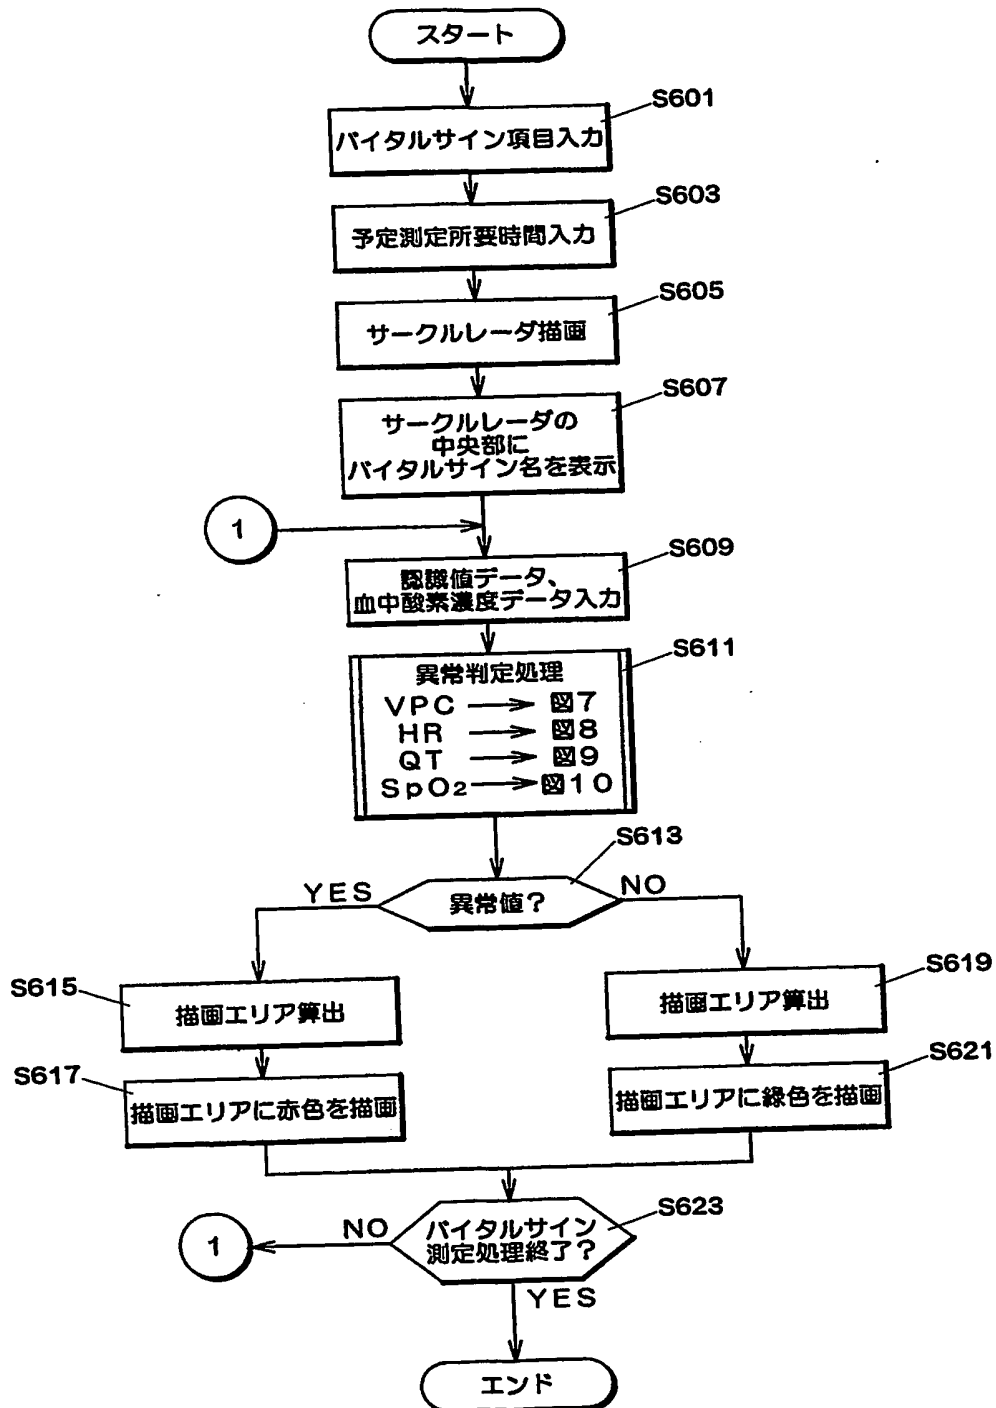 スタート
S601
バイタルサイン項目入力
S603
予定測定所要時間入力
S605
サークルレーダ描画
S607
サークルレーダの
中央部に
バイタルサイン名を表示
1
S609
認識値データ、
血中酸素濃度データ入力
S611
異常判定処理
VPC → 図7
HR → 図8
QT → 図9
SpO2 → 図10
S613
YES
異常値?
NO
S615
描画エリア算出
S619
描画エリア算出
S617
描画エリアに赤色を描画
S621
描画エリアに緑色を描画
S623
1
NO
バイタルサイン
測定処理終了?
YES
エンド